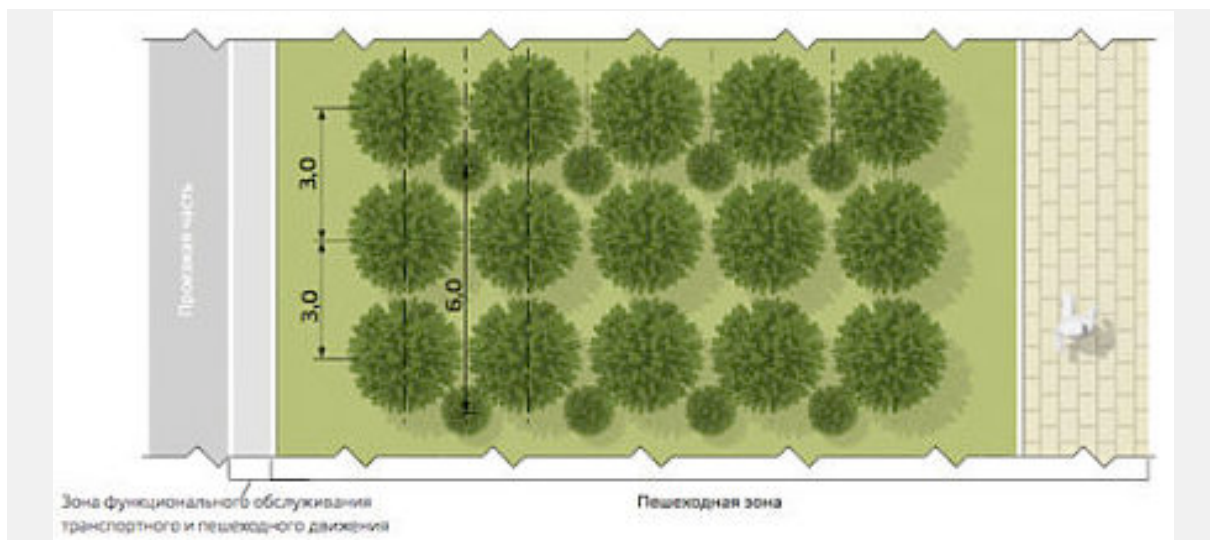 Проезжая часть
3,0
3,0
6,0
Зона функционального обслуживания
транспортного и пешеходного движения
Пешеходная зона